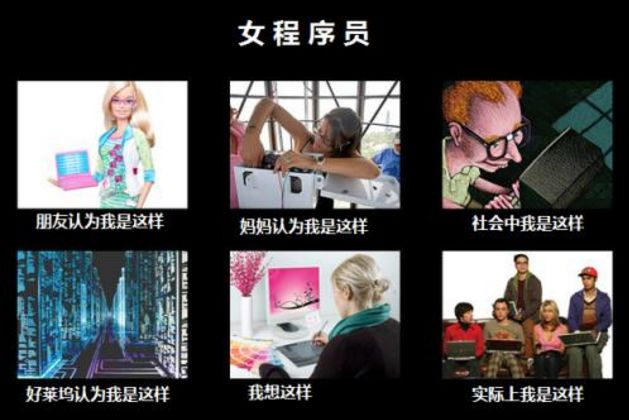 女程序员
朋友认为我是这样
妈妈认为我是这样
社会中我是这样
好莱坞认为我是这样
我想这样
实际上我是这样